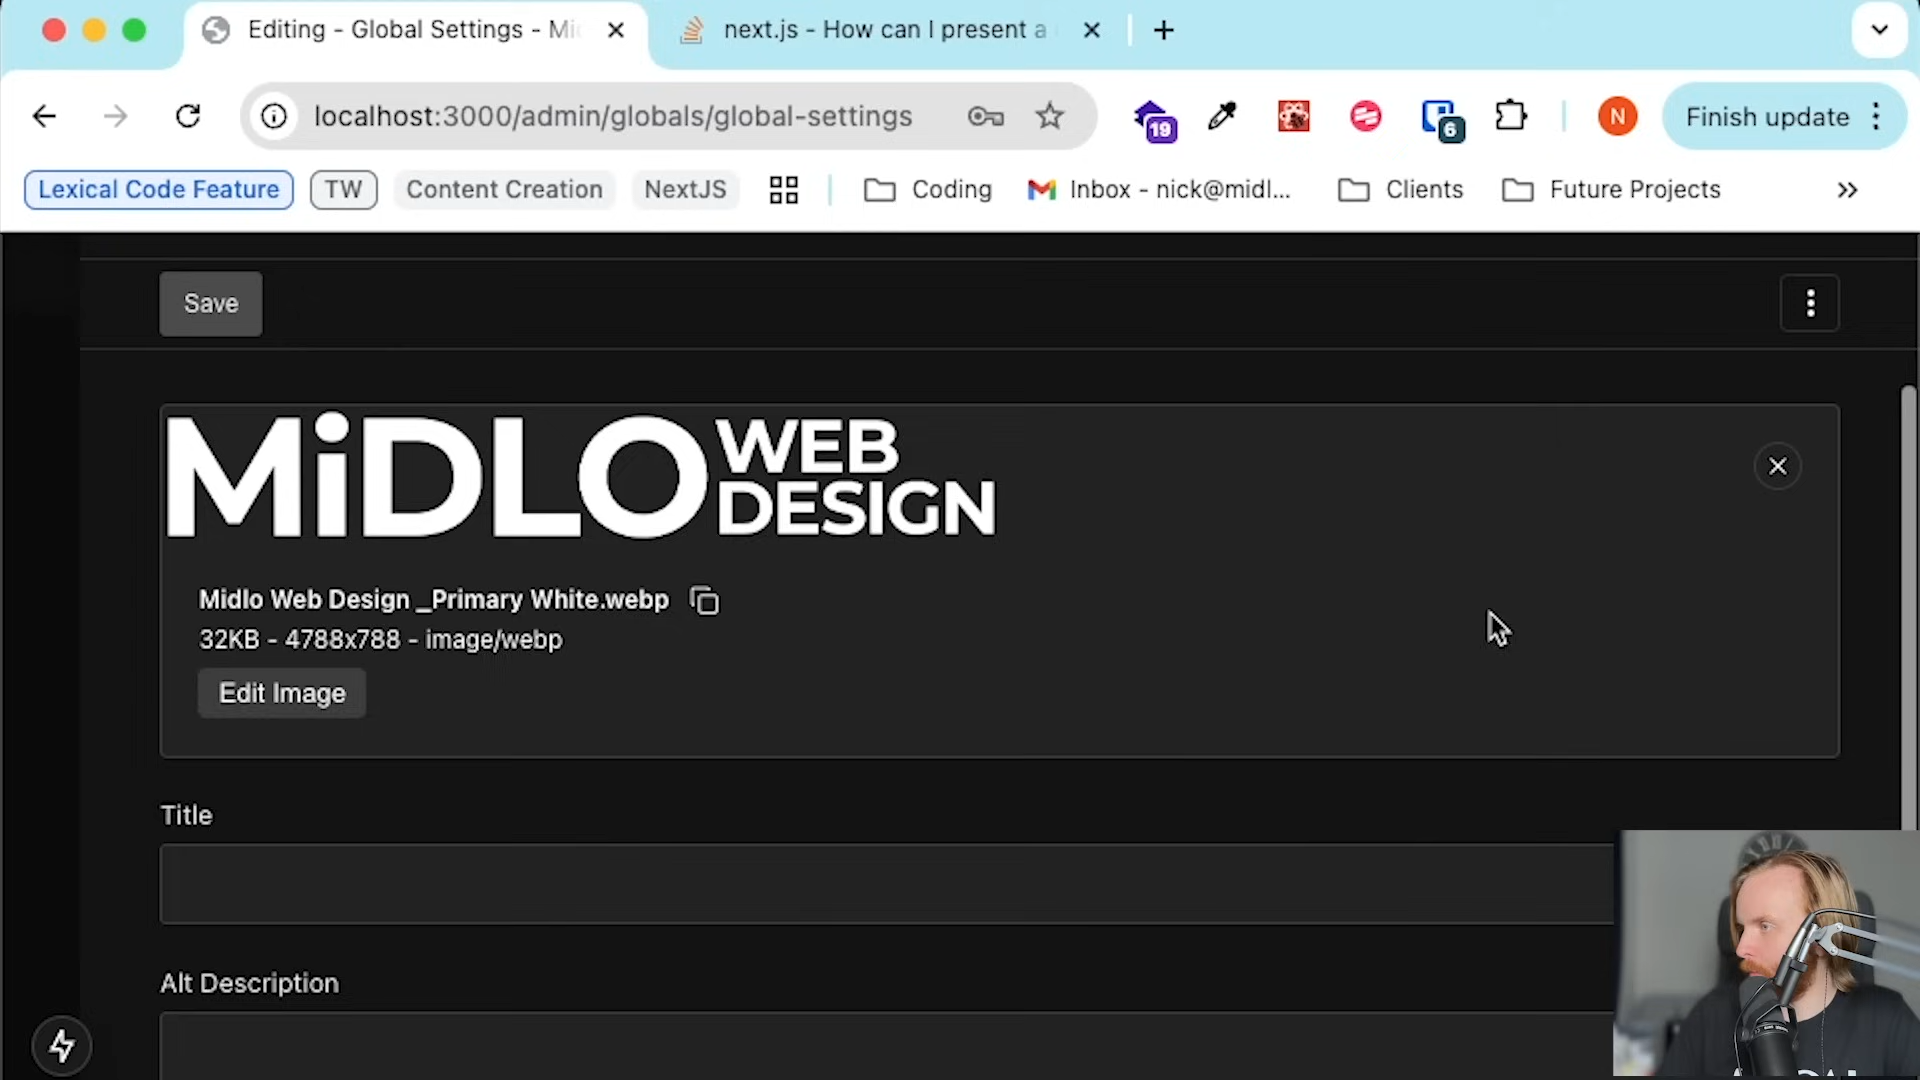 Editing - Global Settings - Mi
next.js - How can I present a
localhost:3000/admin/globals/global-settings
19
6
N
Finish update
Lexical Code Feature
TW
Content Creation
NextJS
Coding
Inbox - nick@midl...
Clients
Future Projects
Save
MiDLO WEB DESIGN
Midlo Web Design _Primary White.webp
32KB - 4788x788 - image/webp
Edit Image
Title
Alt Description